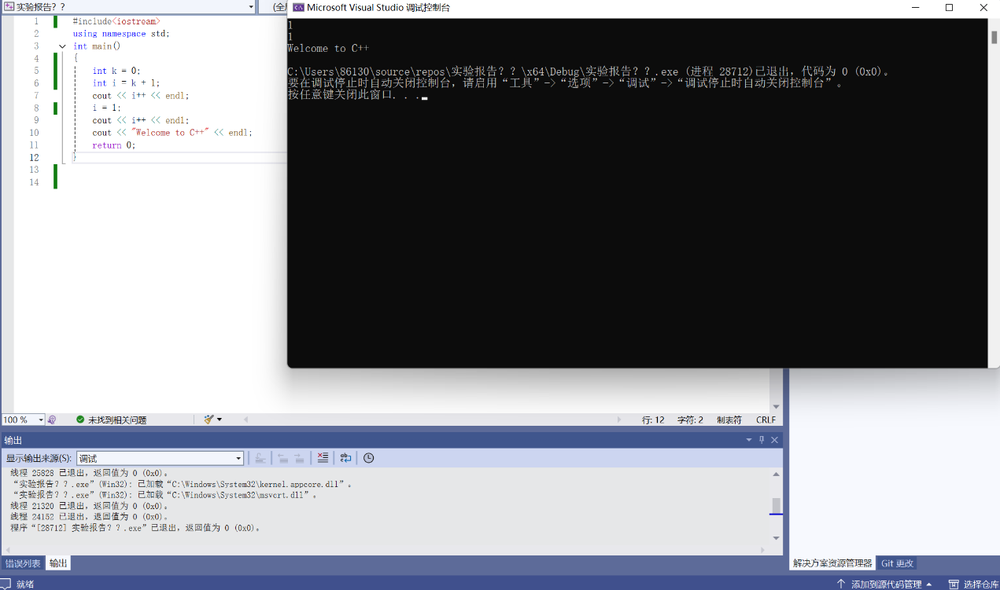 实验报告？？
(全局
Microsoft Visual Studio 调试控制台
1 #include<iostream>
2 using namespace std;
3 int main()
4 {
5 int k = 0;
6 int i = k + 1;
7 cout << i++ << endl;
8 i = 1;
9 cout << i++ << endl;
10 cout << "Welcome to C++" << endl;
11 return 0;
12 }
13
14
1
1
Welcome to C++
C:\Users\86130\source\repos\实验报告？？\x64\Debug\实验报告？？.exe (进程 28712)已退出，代码为 0 (0x0)。
要在调试停止时自动关闭控制台，请启用“工具”->“选项”->“调试”->“调试停止时自动关闭控制台”。
按任意键关闭此窗口. . .
100 % 未找到相关问题 行: 12 字符: 2 制表符 CRLF
输出
显示输出来源(S): 调试
线程 25828 已退出，返回值为 0 (0x0)。
“实验报告？？.exe”(Win32): 已加载“C:\Windows\System32\kernel.appcore.dll”。
“实验报告？？.exe”(Win32): 已加载“C:\Windows\System32\msvcrt.dll”。
线程 21320 已退出，返回值为 0 (0x0)。
线程 24152 已退出，返回值为 0 (0x0)。
程序“[28712] 实验报告？？.exe”已退出，返回值为 0 (0x0)。
错误列表 输出
解决方案资源管理器 Git 更改
就绪 添加到源代码管理 选择仓库